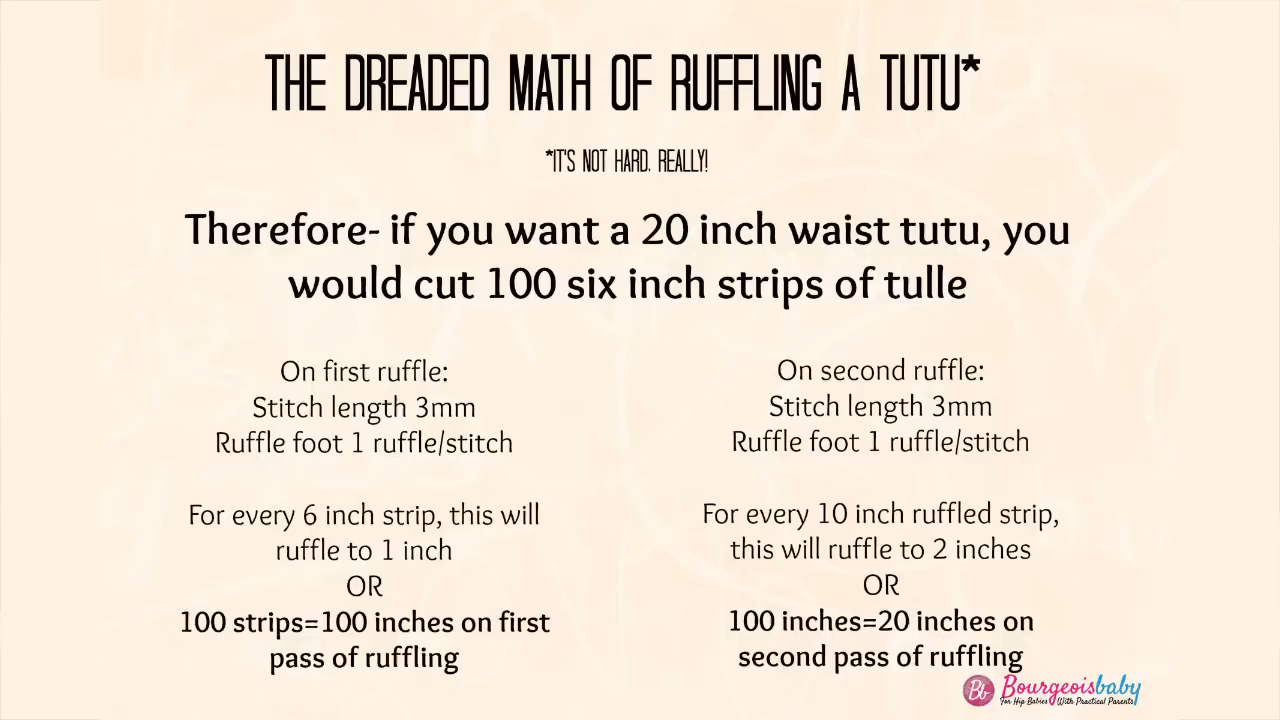 THE DREADED MATH OF RUFFLING A TUTU*
*IT'S NOT HARD. REALLY!
Therefore- if you want a 20 inch waist tutu, you
would cut 100 six inch strips of tulle
On first ruffle:
Stitch length 3mm
Ruffle foot 1 ruffle/stitch
For every 6 inch strip, this will
ruffle to 1 inch
OR
100 strips=100 inches on first
pass of ruffling
On second ruffle:
Stitch length 3mm
Ruffle foot 1 ruffle/stitch
For every 10 inch ruffled strip,
this will ruffle to 2 inches
OR
100 inches=20 inches on
second pass of ruffling
Bb Bourgeoisbaby
For Hip Babies With Practical Parents